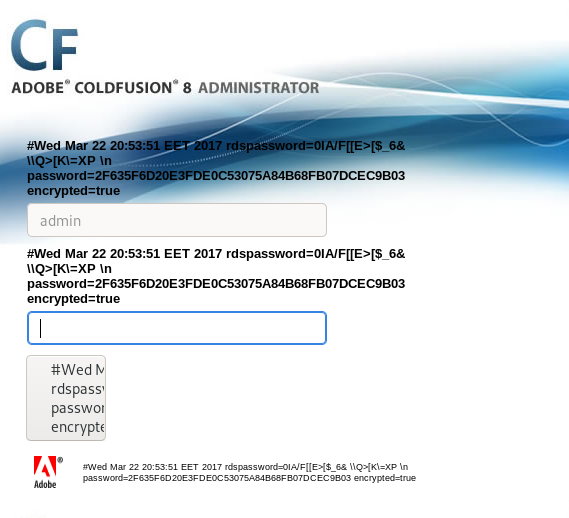 CF
ADOBE® COLDFUSION® 8 ADMINISTRATOR
#Wed Mar 22 20:53:51 EET 2017 rdspassword=0IA/F[[E>[$_6&
\\Q>[K\=XP \n
password=2F635F6D20E3FDE0C53075A84B68FB07DCEC9B03
encrypted=true
admin
#Wed Mar 22 20:53:51 EET 2017 rdspassword=0IA/F[[E>[$_6&
\\Q>[K\=XP \n
password=2F635F6D20E3FDE0C53075A84B68FB07DCEC9B03
encrypted=true
#Wed M
rdspassw
passwor
encrypte
Adobe®
#Wed Mar 22 20:53:51 EET 2017 rdspassword=0IA/F[[E>[$_6& \\Q>[K\=XP \n
password=2F635F6D20E3FDE0C53075A84B68FB07DCEC9B03 encrypted=true